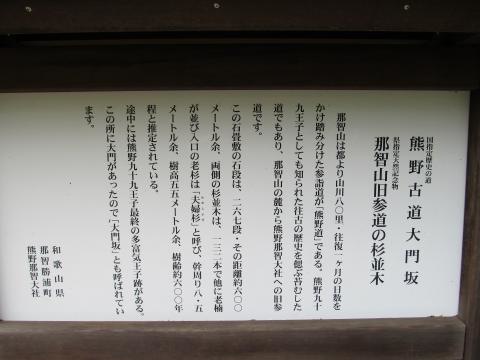 国指定歴史の道
熊野古道大門坂
県指定天然記念物
那智山旧参道の杉並木
那智山は都より山川八〇里・往復一ヶ月の日数を
かけ踏み分けた参詣道が「熊野道」である。熊野九十
九王子としても知られた往古の歴史を偲ぶ苔むした
道でもあり、那智山の麓から熊野那智大社への旧参
道です。
この石畳敷の石段は、二六七段・その距離約六〇〇
メートル余、両側の杉並木は、一三二本で他に老楠
が並び入口の老杉は「夫婦杉」と呼び、幹周り八・五
メートル余、樹高五五メートル余、樹齢約八〇〇年
程と推定されている。
途中には熊野九十九王子最終の多富気王子跡がある。
この所に大門があったので「大門坂」とも呼ばれてい
ます。
和歌山県
那智勝浦町
熊野那智大社